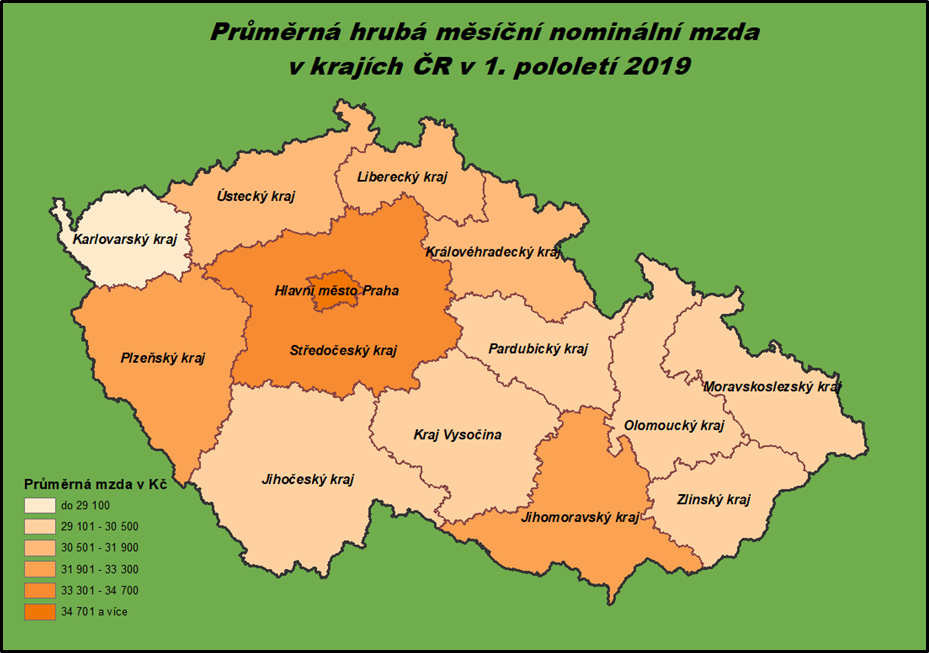 Průměrná hrubá měsíční nominální mzda
v krajích ČR v 1. pololetí 2019
Liberecký kraj
Ústecký kraj
Karlovarský kraj
Královéhradecký kraj
Hlavní město Praha
Středočeský kraj
Pardubický kraj
Plzeňský kraj
Moravskoslezský kraj
Olomoucký kraj
Kraj Vysočina
Jihočeský kraj
Zlínský kraj
Jihomoravský kraj
Průměrná mzda v Kč
do 29 100
29 101 - 30 500
30 501 - 31 900
31 901 - 33 300
33 301 - 34 700
34 701 a více